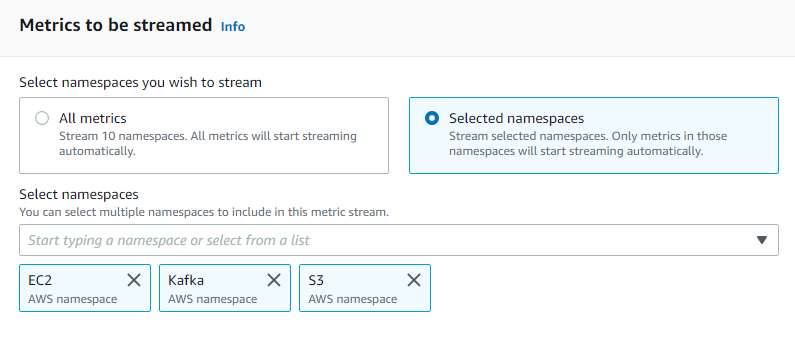 Metrics to be streamed Info
Select namespaces you wish to stream
All metrics
Stream 10 namespaces. All metrics will start streaming
automatically.
Selected namespaces
Stream selected namespaces. Only metrics in those
namespaces will start streaming automatically.
Select namespaces
You can select multiple namespaces to include in this metric stream.
Start typing a namespace or select from a list
EC2
AWS namespace
Kafka
AWS namespace
S3
AWS namespace